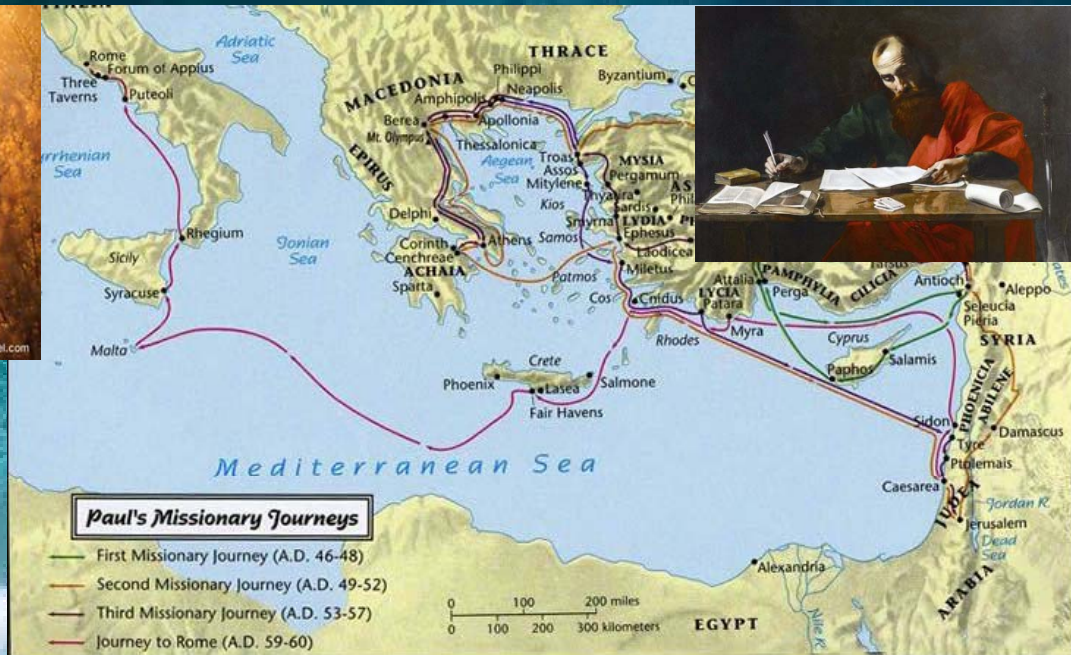 Adriatic
Sea
THRACE
Rome
Forum of Appius
Three
Taverns
Puteoli
MACEDONIA
Philippi
Neapolis
Byzantium
Amphipolis
Berea
Apollonia
Mt. Olympus
Thessalonica
EPIRUS
Aegean
Sea
Troas
Assos
Mitylene
MYSIA
Pergamum
Thyatira
Sardis
Kios
Smyrna
LYDIA
Delphi
Ephesus
Corinth
Cenchreae
Athens
Samos
Laodicea
ACHAIA
Sparta
Patmos
Miletus
Rhegium
Ionian
Sea
Sicily
Syracuse
Malta
Cos
Cnidus
LYCIA
Patara
Attalia
Perga
PAMPHYLIA
CILICIA
Antioch
Aleppo
Seleucia
Pieria
Rhodes
Myra
Cyprus
Salamis
Paphos
SYRIA
Crete
Phoenix
Lasea
Salmone
Fair Havens
PHOENICIA
ABILENE
Sidon
Damascus
Tyre
Ptolemais
Mediterranean Sea
Caesarea
JUDEA
Jordan R.
Jerusalem
Dead
Sea
Paul's Missionary Journeys
First Missionary Journey (A.D. 46-48)
Second Missionary Journey (A.D. 49-52)
Third Missionary Journey (A.D. 53-57)
Journey to Rome (A.D. 59-60)
0 100 200 miles
0 100 200 300 kilometers
Alexandria
EGYPT
Nile R.
ARABIA